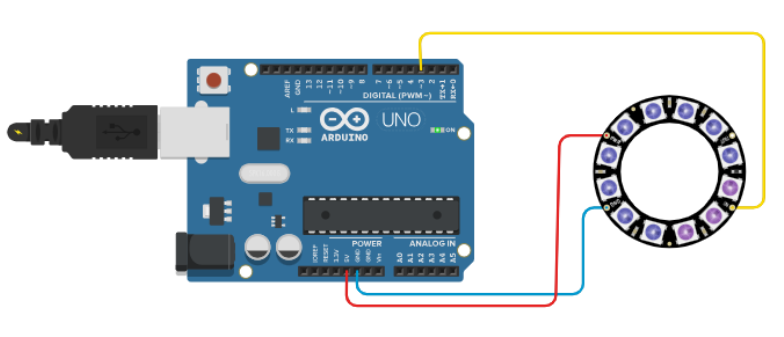 AREF
GND
13
12
~11
~10
~9
8
7
~6
~5
4
~3
2
TX→1
RX←0
DIGITAL (PWM~)
L
TX
RX
ARDUINO
UNO
ON
POWER
ANALOG IN
IOREF
RESET
3.3V
5V
GND
GND
Vin
A0
A1
A2
A3
A4
A5
GND
IN